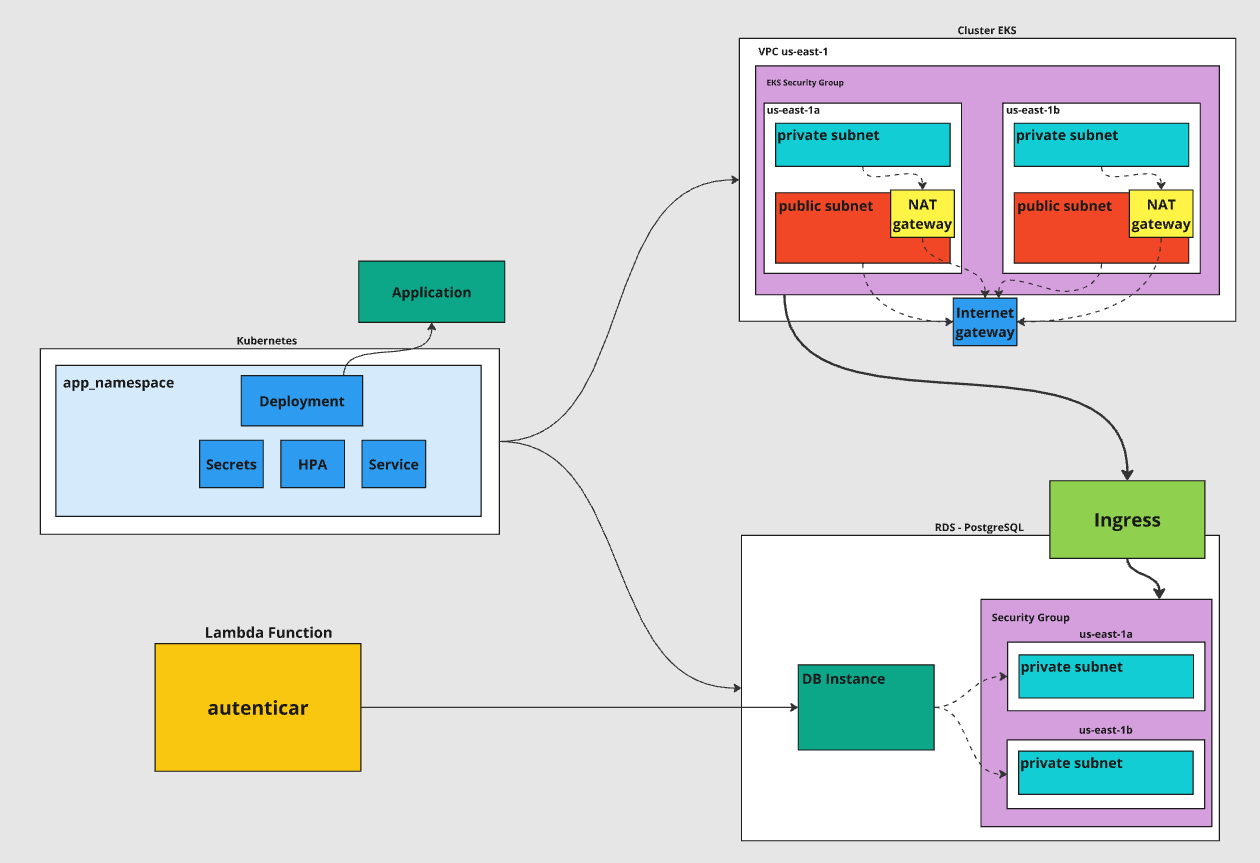 Cluster EKS
VPC us-east-1
EKS Security Group
us-east-1a
private subnet
public subnet
NAT
gateway
us-east-1b
private subnet
public subnet
NAT
gateway
Internet
gateway
Application
Kubernetes
app_namespace
Deployment
Secrets
HPA
Service
Ingress
RDS - PostgreSQL
Security Group
us-east-1a
private subnet
us-east-1b
private subnet
DB Instance
Lambda Function
autenticar